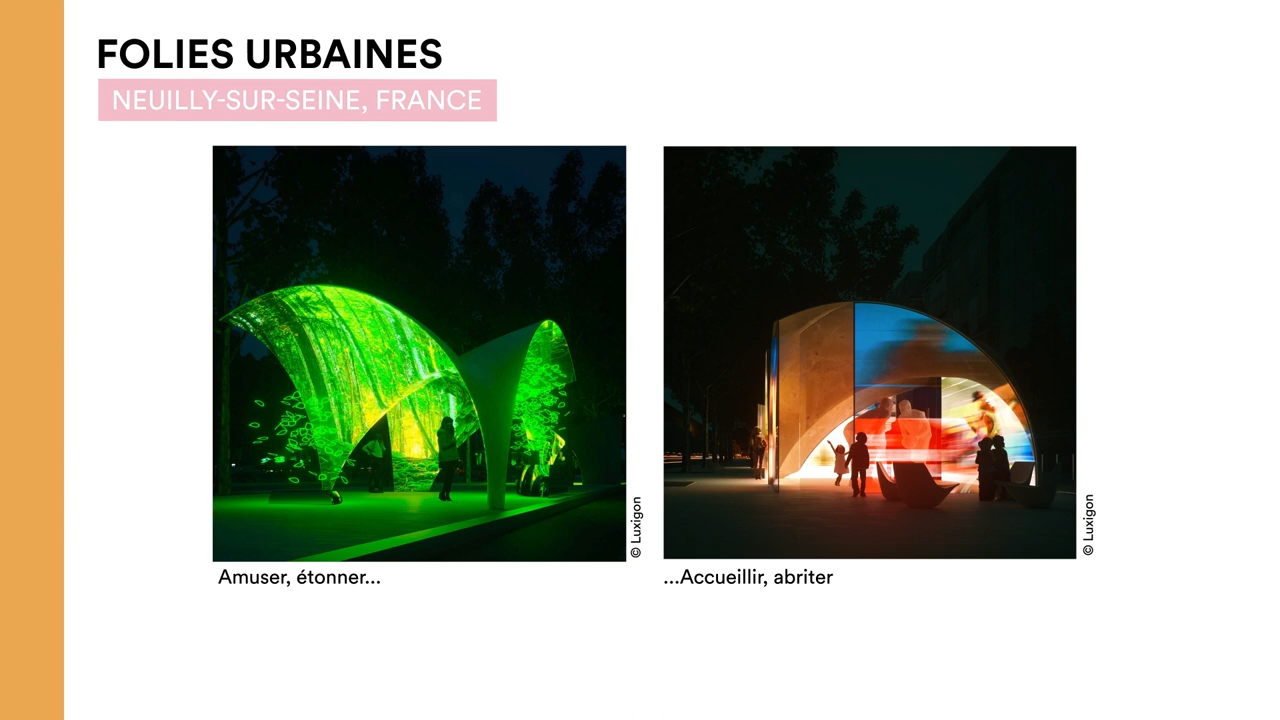 FOLIES URBAINES
NEUILLY-SUR-SEINE, FRANCE
© Luxigon
© Luxigon
Amuser, étonner...
...Accueillir, abriter